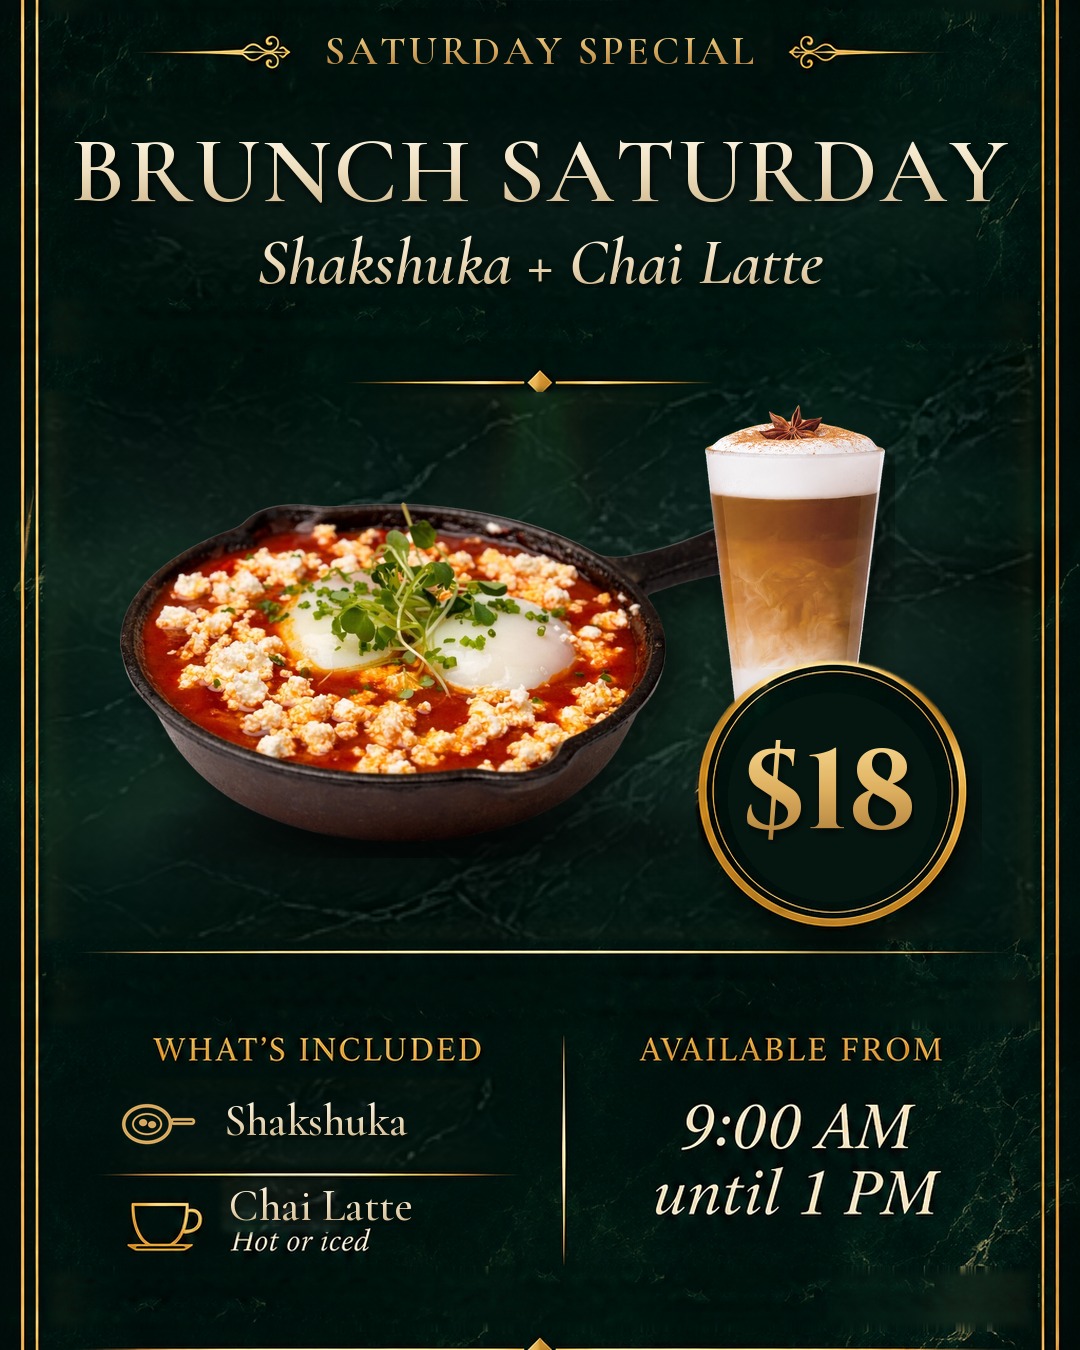 SATURDAY SPECIAL
BRUNCH SATURDAY
Shakshuka + Chai Latte
$18
WHAT'S INCLUDED
Shakshuka
Chai Latte
Hot or iced
AVAILABLE FROM
9:00 AM
until 1 PM